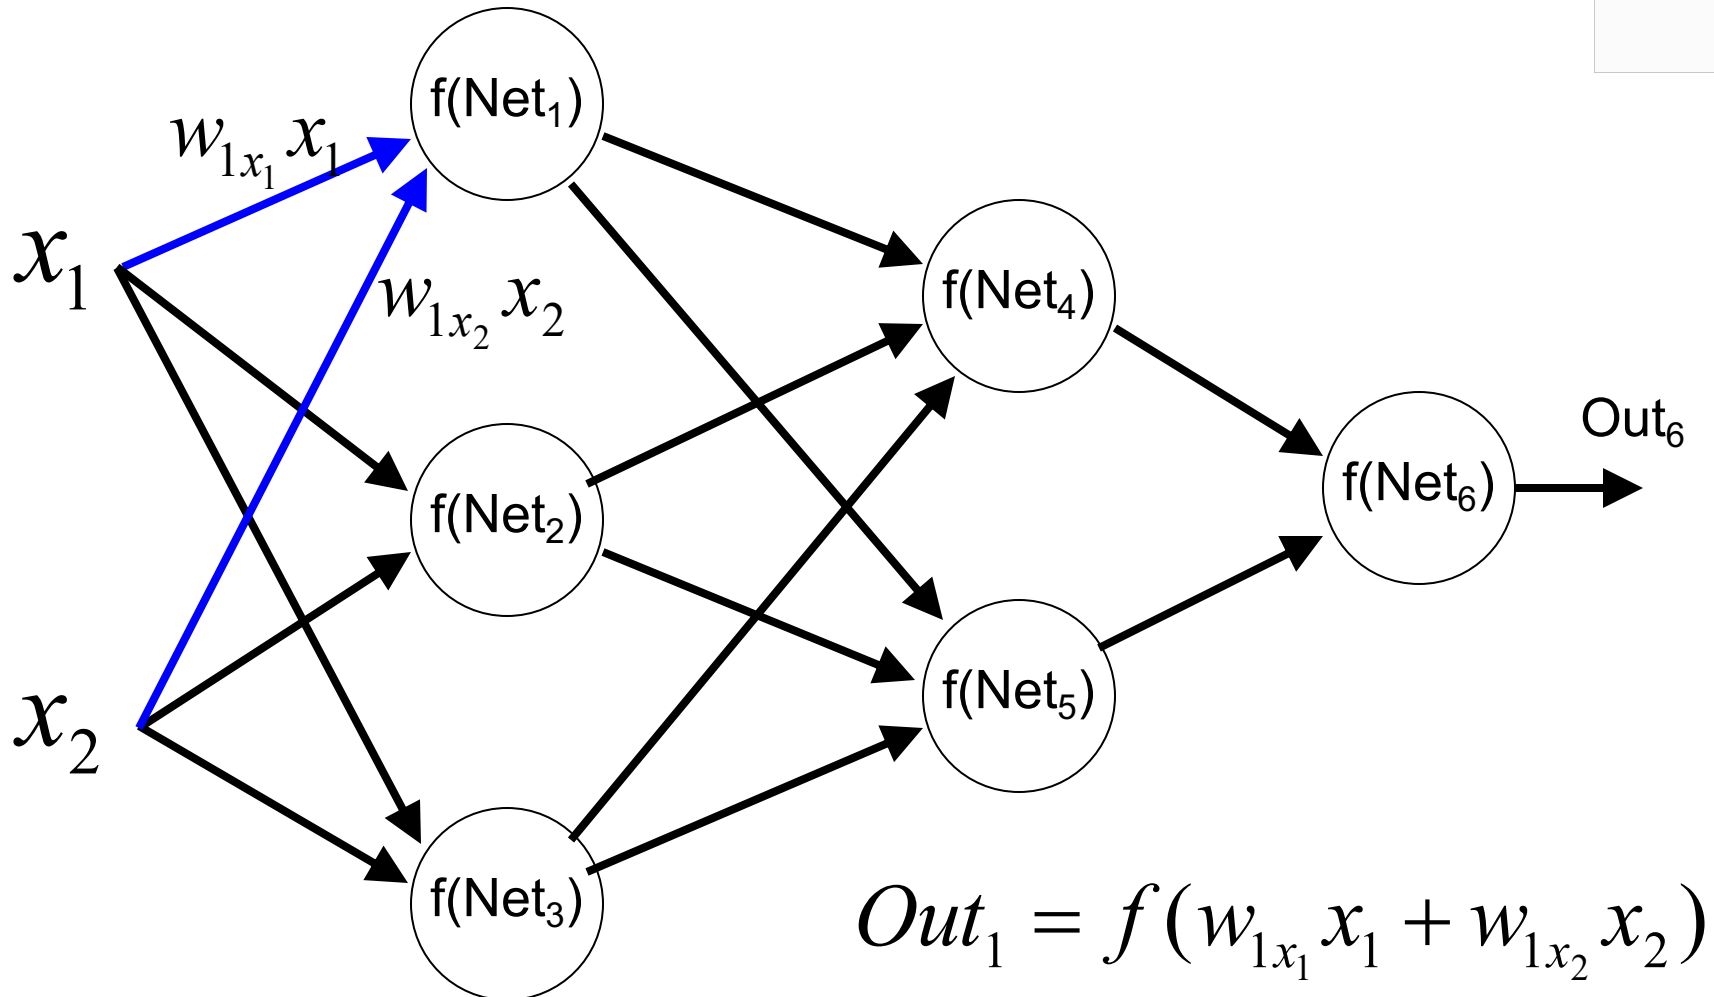 f(Net₁)
w₁ₓ₁ x₁
x₁
w₁ₓ₂ x₂
f(Net₄)
Out₆
f(Net₂)
f(Net₆)
x₂
f(Net₅)
f(Net₃)
Out₁ = f(w₁ₓ₁ x₁ + w₁ₓ₂ x₂)